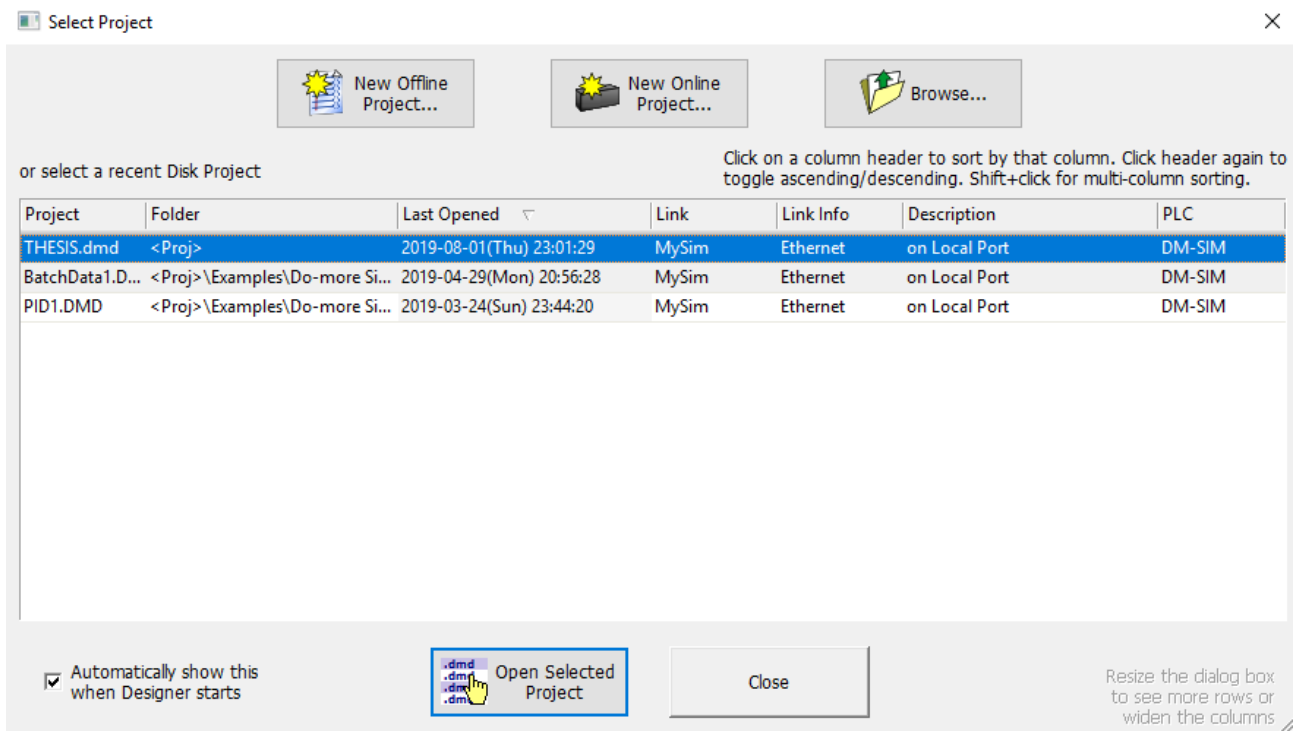 Select Project
New Offline
Project...
New Online
Project...
Browse...
or select a recent Disk Project
Click on a column header to sort by that column. Click header again to
toggle ascending/descending. Shift+click for multi-column sorting.
Project Folder Last Opened Link Link Info Description PLC
THESIS.dmd <Proj> 2019-08-01(Thu) 23:01:29 MySim Ethernet on Local Port DM-SIM
BatchData1.D... <Proj>\Examples\Do-more Si... 2019-04-29(Mon) 20:56:28 MySim Ethernet on Local Port DM-SIM
PID1.DMD <Proj>\Examples\Do-more Si... 2019-03-24(Sun) 23:44:20 MySim Ethernet on Local Port DM-SIM
Automatically show this
when Designer starts
.dmd
Open Selected
Project
Close
Resize the dialog box
to see more rows or
widen the columns